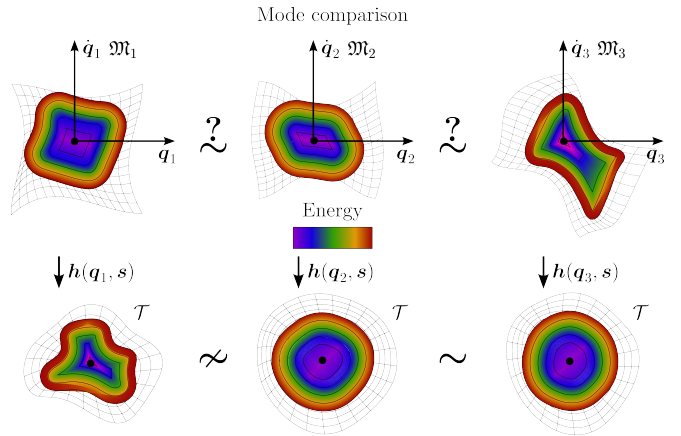 Mode comparison
q̇₁ 𝔐₁
q̇₂ 𝔐₂
q̇₃ 𝔐₃
? ?
∼ ∼
q₁
q₂
q₃
Energy
h(q₁, s)
h(q₂, s)
h(q₃, s)
𝒯
𝒯
𝒯
≁ ∼